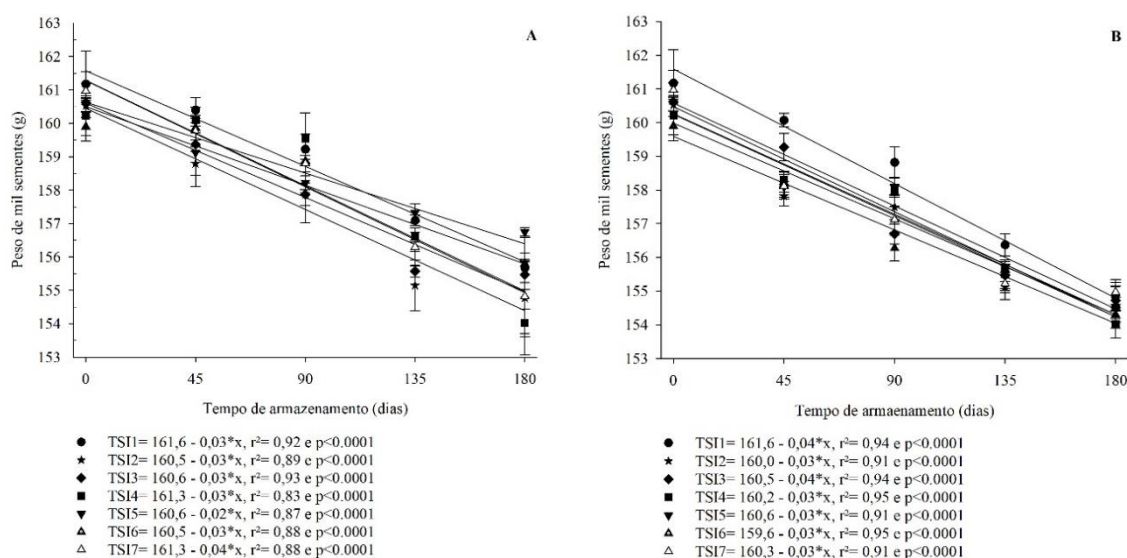 163
162
161
160
159
158
157
156
155
154
153
Peso de mil sementes (g)
A
0 45 90 135 180
Tempo de armazenamento (dias)
TSI1= 161,6 - 0,03*x, r²= 0,92 e p<0.0001
TSI2= 160,5 - 0,03*x, r²= 0,89 e p<0.0001
TSI3= 160,6 - 0,03*x, r²= 0,93 e p<0.0001
TSI4= 161,3 - 0,03*x, r²= 0,83 e p<0.0001
TSI5= 160,6 - 0,02*x, r²= 0,87 e p<0.0001
TSI6= 160,5 - 0,03*x, r²= 0,88 e p<0.0001
TSI7= 161,3 - 0,04*x, r²= 0,88 e p<0.0001
163
162
161
160
159
158
157
156
155
154
153
Peso de mil sementes (g)
B
0 45 90 135 180
Tempo de armaenamento (dias)
TSI1= 161,6 - 0,04*x, r²= 0,94 e p<0.0001
TSI2= 160,0 - 0,03*x, r²= 0,91 e p<0.0001
TSI3= 160,5 - 0,04*x, r²= 0,94 e p<0.0001
TSI4= 160,2 - 0,03*x, r²= 0,95 e p<0.0001
TSI5= 160,6 - 0,03*x, r²= 0,91 e p<0.0001
TSI6= 159,6 - 0,03*x, r²= 0,95 e p<0.0001
TSI7= 160,3 - 0,03*x, r²= 0,91 e p<0.0001